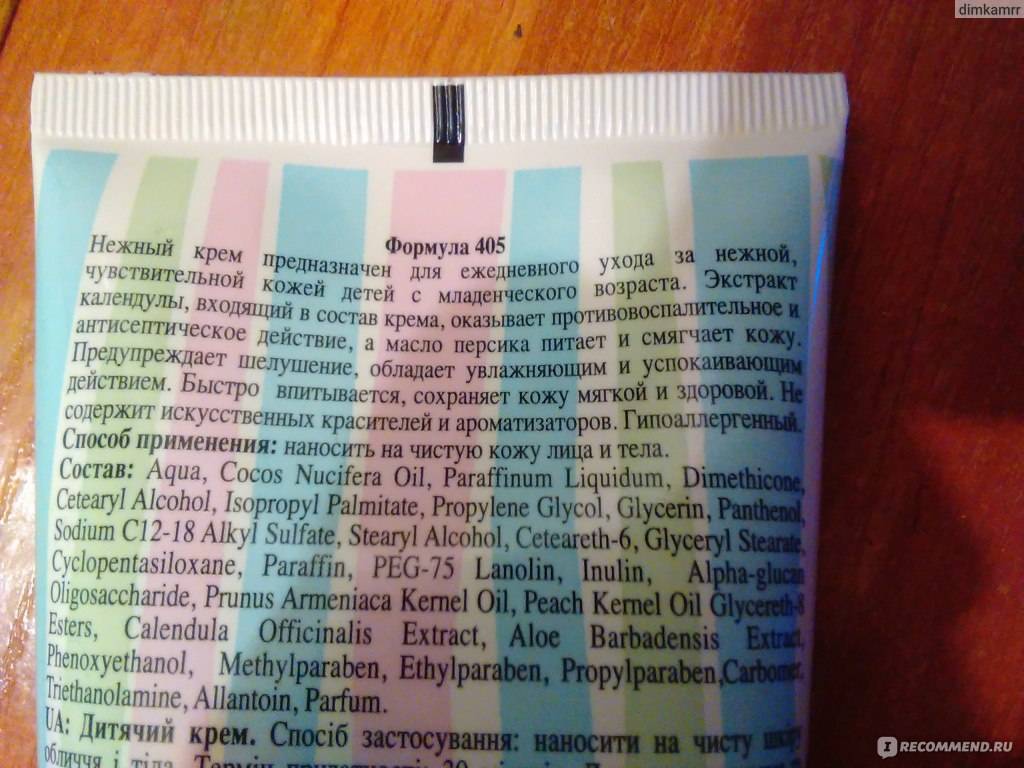 dimkamrr
Формула 405
Нежный крем предназначен для ежедневного ухода за нежной,
чувствительной кожей детей с младенческого возраста. Экстракт
календулы, входящий в состав крема, оказывает противовоспалительное и
антисептическое действие, а масло персика питает и смягчает кожу.
Предупреждает шелушение, обладает увлажняющим и успокаивающим
действием. Быстро впитывается, сохраняет кожу мягкой и здоровой. Не
содержит искусственных красителей и ароматизаторов. Гипоаллергенный.
Способ применения: наносить на чистую кожу лица и тела.
Состав: Aqua, Cocos Nucifera Oil, Paraffinum Liquidum, Dimethicone,
Cetearyl Alcohol, Isopropyl Palmitate, Propylene Glycol, Glycerin, Panthenol,
Sodium C12-18 Alkyl Sulfate, Stearyl Alcohol, Ceteareth-6, Glyceryl Stearate,
Cyclopentasiloxane, Paraffin, PEG-75 Lanolin, Inulin, Alpha-glucan
Oligosaccharide, Prunus Armeniaca Kernel Oil, Peach Kernel Oil Glycereth-8
Esters, Calendula Officinalis Extract, Aloe Barbadensis Extract,
Phenoxyethanol, Methylparaben, Ethylparaben, Propylparaben,Carbomer,
Triethanolamine, Allantoin, Parfum.
UA: Дитячий крем. Спосіб застосування: наносити на чисту шкіру
обличчя і тіла.
I RECOMMEND.RU